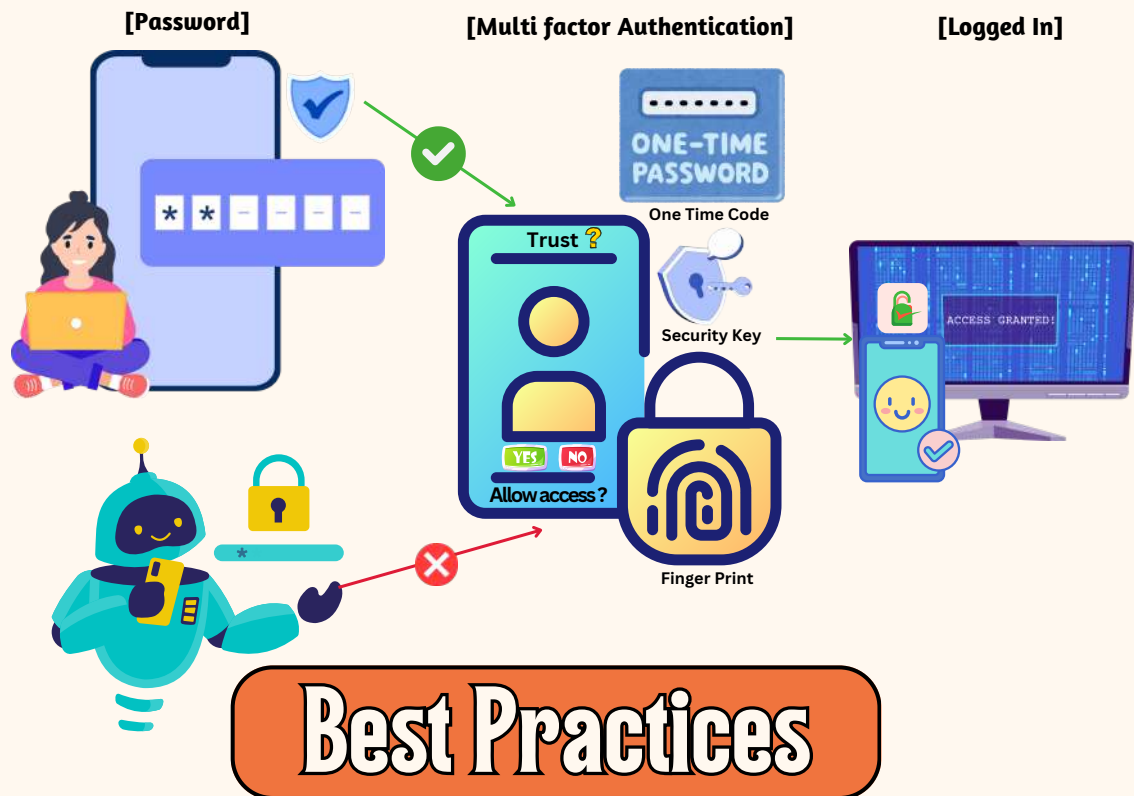 [Password]
[Multi factor Authentication]
[Logged In]
* * - - - -
ONE-TIME
PASSWORD
One Time Code
Trust ?
Security Key
ACCESS GRANTED!
YES NO
Allow access ?
*
Finger Print
Best Practices